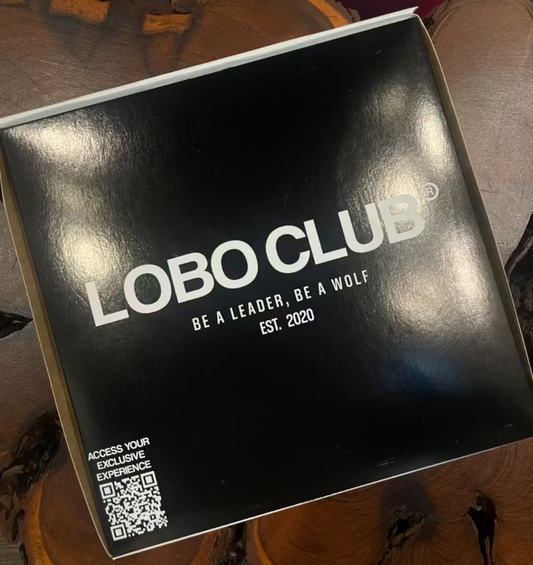 LOBO CLUB®
BE A LEADER, BE A WOLF
EST. 2020
ACCESS YOUR
EXCLUSIVE
EXPERIENCE